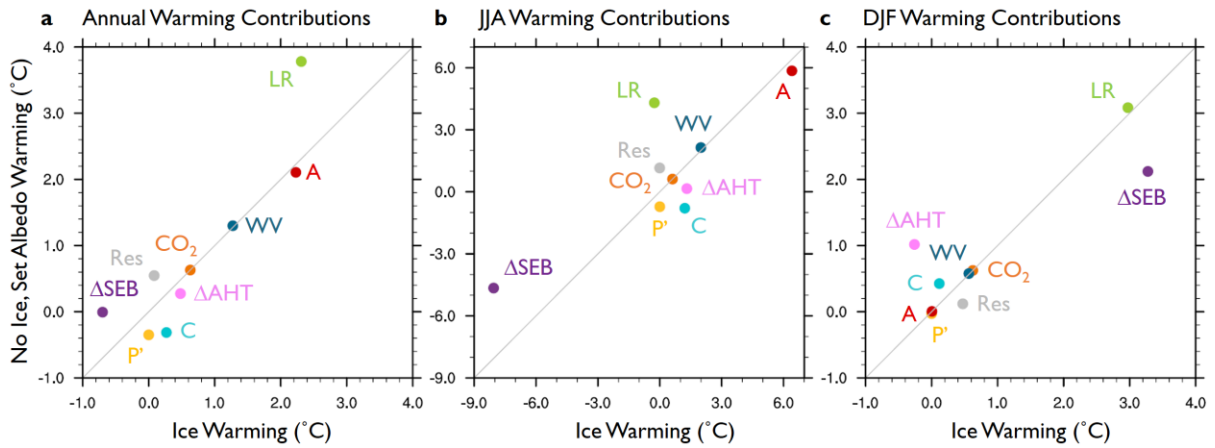 a Annual Warming Contributions
No Ice, Set Albedo Warming (˚C)
4.0
3.0
2.0
1.0
0.0
-1.0
LR
A
WV
CO₂
Res
ΔAHT
ΔSEB
C
P'
-1.0 0.0 1.0 2.0 3.0 4.0
Ice Warming (˚C)
b JJA Warming Contributions
6.0
3.0
0.0
-3.0
-6.0
-9.0
A
LR
WV
Res
CO₂
ΔAHT
P'
C
ΔSEB
-9.0 -6.0 -3.0 0.0 3.0 6.0
Ice Warming (˚C)
c DJF Warming Contributions
4.0
3.0
2.0
1.0
0.0
-1.0
LR
ΔSEB
ΔAHT
WV
CO₂
C
Res
A
P'
-1.0 0.0 1.0 2.0 3.0 4.0
Ice Warming (˚C)